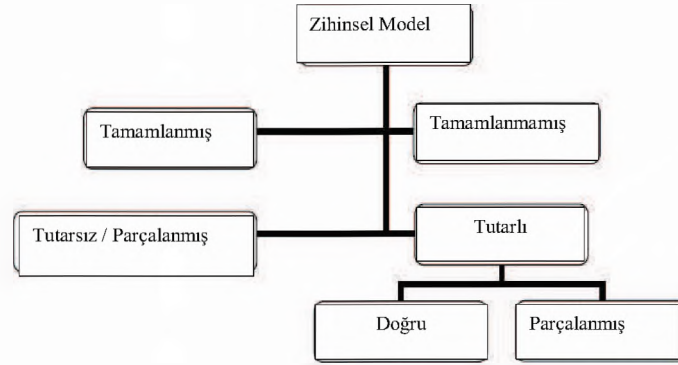 Zihinsel Model
Tamamlanmış
Tamamlanmamış
Tutarsız / Parçalanmış
Tutarlı
Doğru
Parçalanmış